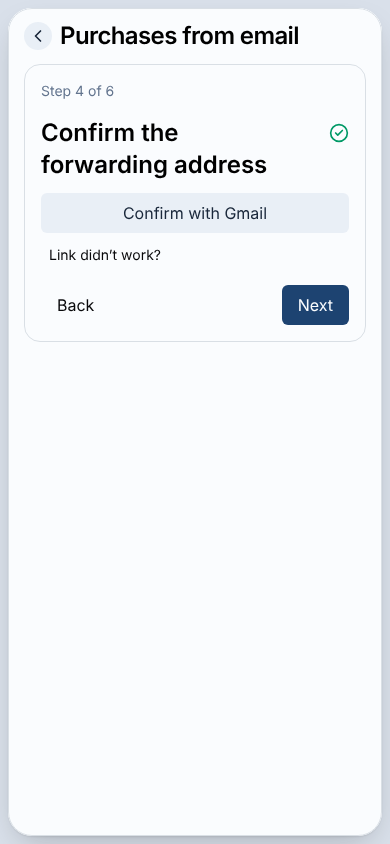 Purchases from email
Step 4 of 6
Confirm the
forwarding address
Confirm with Gmail
Link didn’t work?
Back
Next